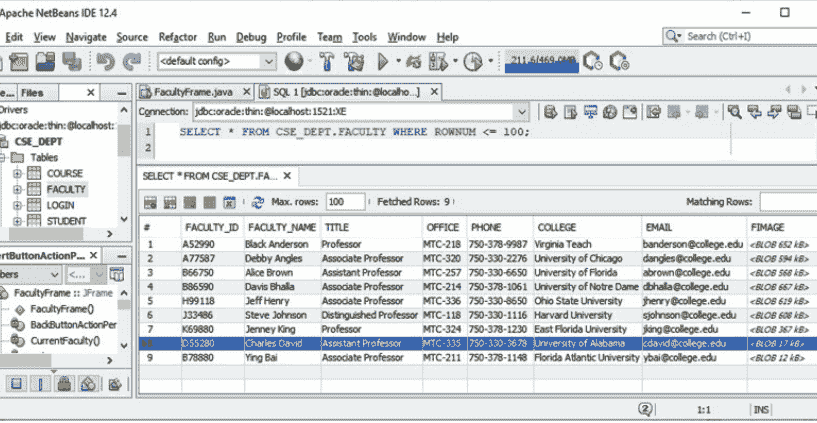 Apache NetBeans IDE 12.4
Edit View Navigate Source Refactor Run Debug Profile Team Tools Window Help
Search (Ctrl+I)
<default config>
211.6/469.0MB
Files
FacultyFrame.java
SQL 1 [jdbc:oracle:thin:@localho...]
Drivers
jdbc:oracle:thin:@localhost:
CSE_DEPT
Tables
COURSE
FACULTY
LOGIN
STUDENT
Connection: jdbc:oracle:thin:@localhost:1521:XE
1 SELECT * FROM CSE_DEPT.FACULTY WHERE ROWNUM <= 100;
2
SELECT * FROM CSE_DEPT.FA...
Max. rows: 100 Fetched Rows: 9 Matching Rows:
# FACULTY_ID FACULTY_NAME TITLE OFFICE PHONE COLLEGE EMAIL FIMAGE
1 A52990 Black Anderson Professor MTC-218 750-378-9987 Virginia Teach banderson@college.edu <BLOB 652 kB>
2 A77587 Debby Angles Associate Professor MTC-320 750-330-2276 University of Chicago dangles@college.edu <BLOB 594 kB>
3 B66750 Alice Brown Assistant Professor MTC-257 750-330-6650 University of Florida abrown@college.edu <BLOB 568 kB>
4 B86590 Davis Bhalla Associate Professor MTC-214 750-378-1061 University of Notre Dame dbhalla@college.edu <BLOB 667 kB>
5 H99118 Jeff Henry Associate Professor MTC-336 750-330-8650 Ohio State University jhenry@college.edu <BLOB 619 kB>
6 J33486 Steve Johnson Distinguished Professor MTC-118 750-330-1116 Harvard University sjohnson@college.edu <BLOB 608 kB>
7 K69880 Jenney King Professor MTC-324 750-378-1230 East Florida University jking@college.edu <BLOB 367 kB>
D55280 Charles David Assistant Professor MTC-335 750-330-3678 University of Alabama cdavid@college.edu <BLOB 17 kB>
9 B78880 Ying Bai Associate Professor MTC-211 750-378-1148 Florida Atlantic University ybai@college.edu <BLOB 12 kB>
ertButtonActionP...
bers <...
FacultyFrame :: JFrame
FacultyFrame()
BackButtonActionPer
CurrentFaculty()
2 1:1 INS